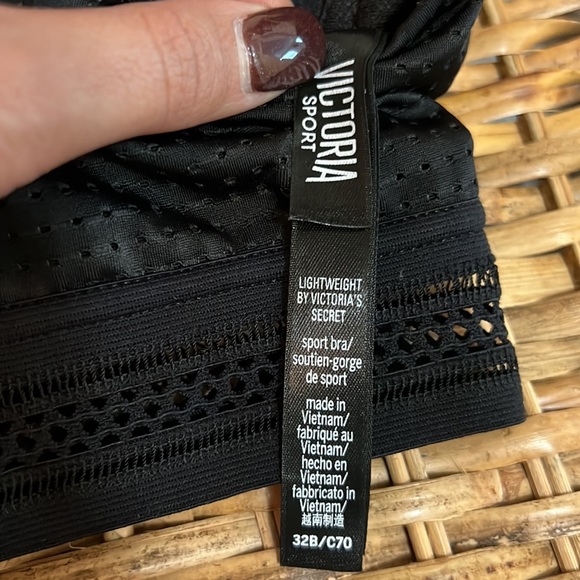 VICTORIA
SPORT
LIGHTWEIGHT
BY VICTORIA'S
SECRET
sport bra/
soutien-gorge
de sport
made in
Vietnam/
fabriqué au
Vietnam/
hecho en
Vietnam/
fabbricato in
Vietnam/
越南制造
32B/C70